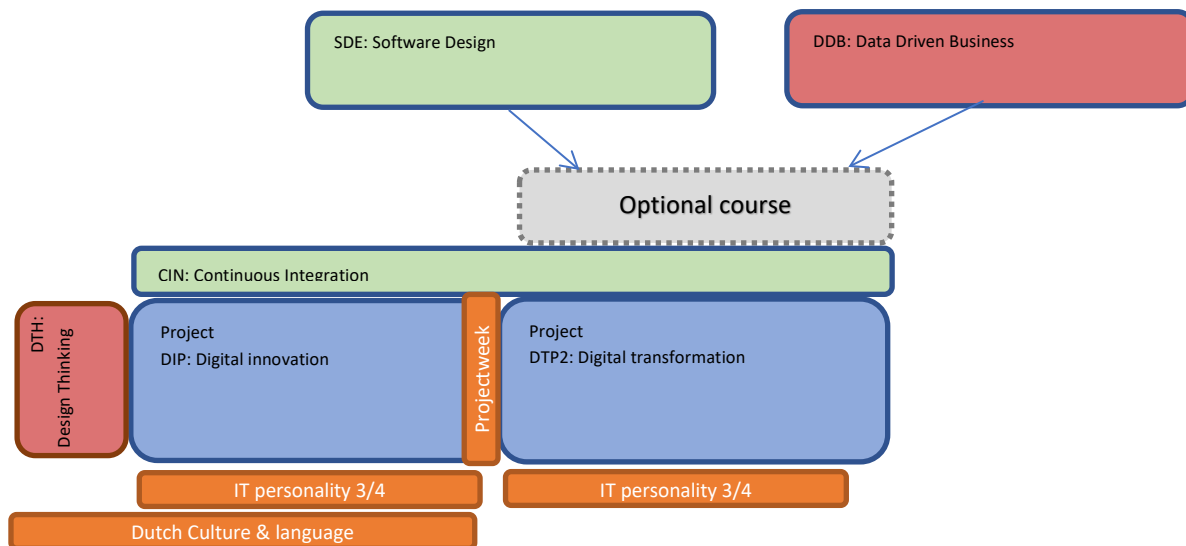 SDE: Software Design
DDB: Data Driven Business
Optional course
CIN: Continuous Integration
DTH:
Design Thinking
Project
DIP: Digital innovation
Projectweek
Project
DTP2: Digital transformation
IT personality 3/4
IT personality 3/4
Dutch Culture & language